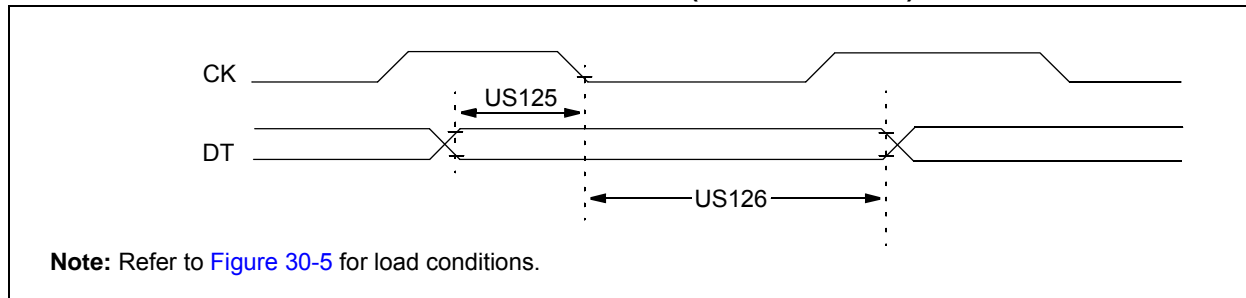 CK
US125
DT
US126
Note: Refer to Figure 30-5 for load conditions.